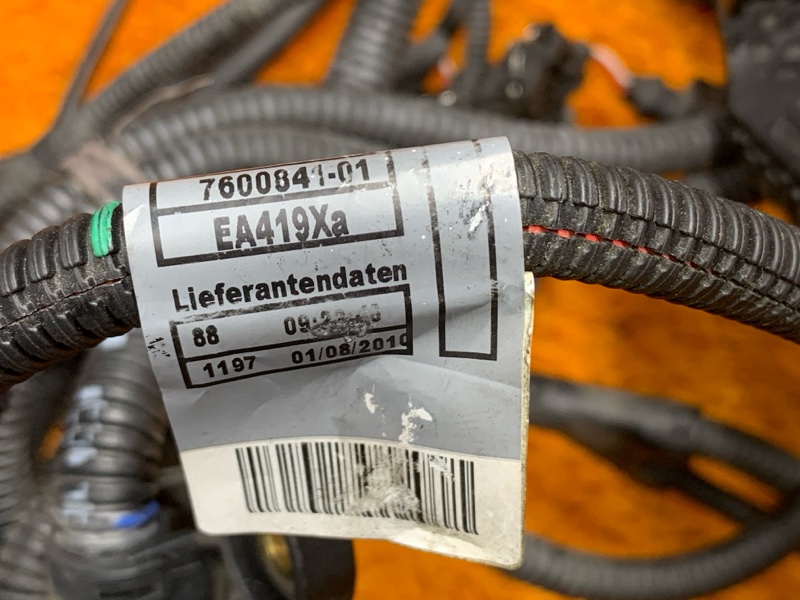 7600841-01
EA419Xa
Lieferantendaten
88
1197 01/08/2010